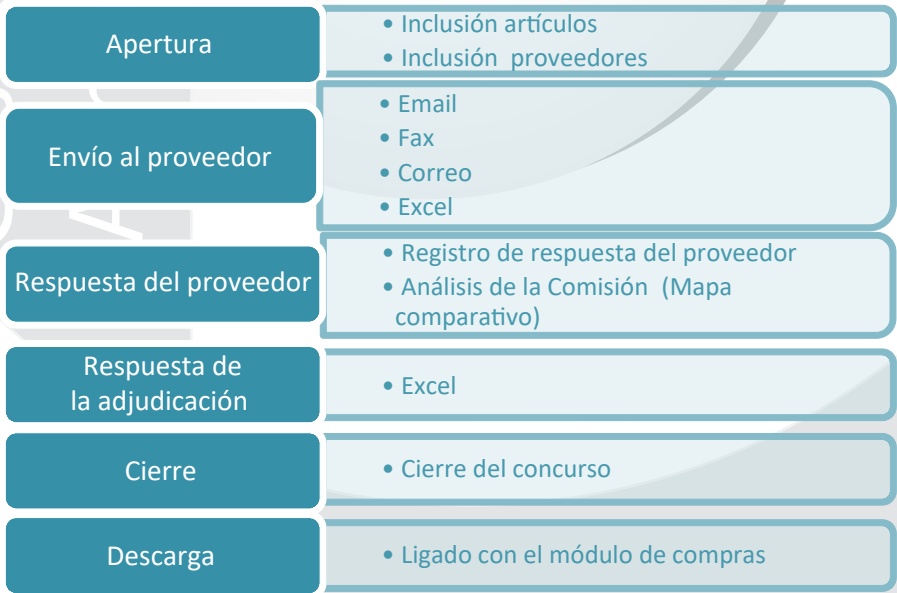 Apertura
• Inclusión artículos
• Inclusión proveedores
Envío al proveedor
• Email
• Fax
• Correo
• Excel
Respuesta del proveedor
• Registro de respuesta del proveedor
• Análisis de la Comisión (Mapa
comparativo)
Respuesta de
la adjudicación
• Excel
Cierre
• Cierre del concurso
Descarga
• Ligado con el módulo de compras